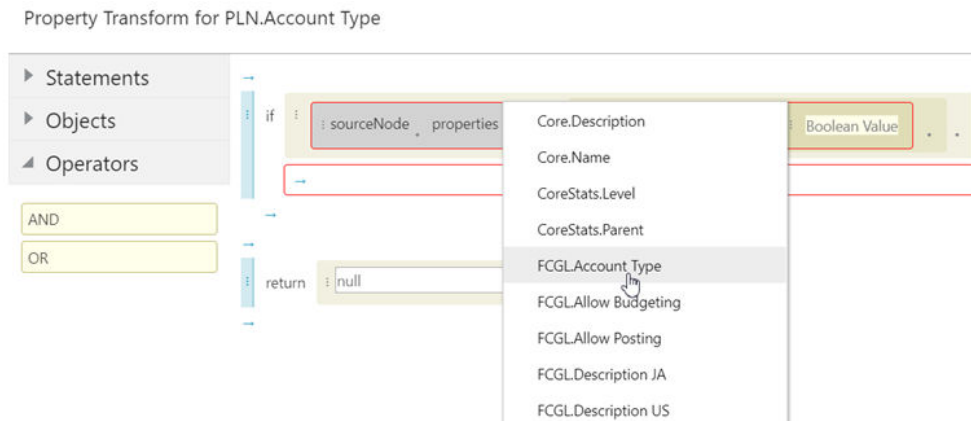 Property Transform for PLN.Account Type
Statements
Objects
Operators
AND
OR
if
sourceNode . properties
Boolean Value . .
return
null
Core.Description
Core.Name
CoreStats.Level
CoreStats.Parent
FCGL.Account Type
FCGL.Allow Budgeting
FCGL.Allow Posting
FCGL.Description JA
FCGL.Description US